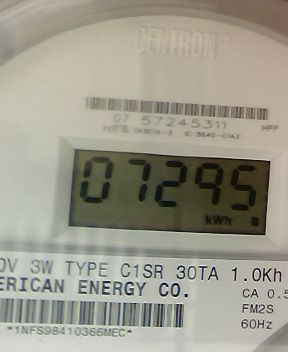 CENTRON®
07 57245311
HPP
07295
kWh
0V 3W TYPE C1SR 30TA 1.0Kh
ERICAN ENERGY CO.
CA 0.5
FM2S
*1NFS98410366MEC*
60Hz